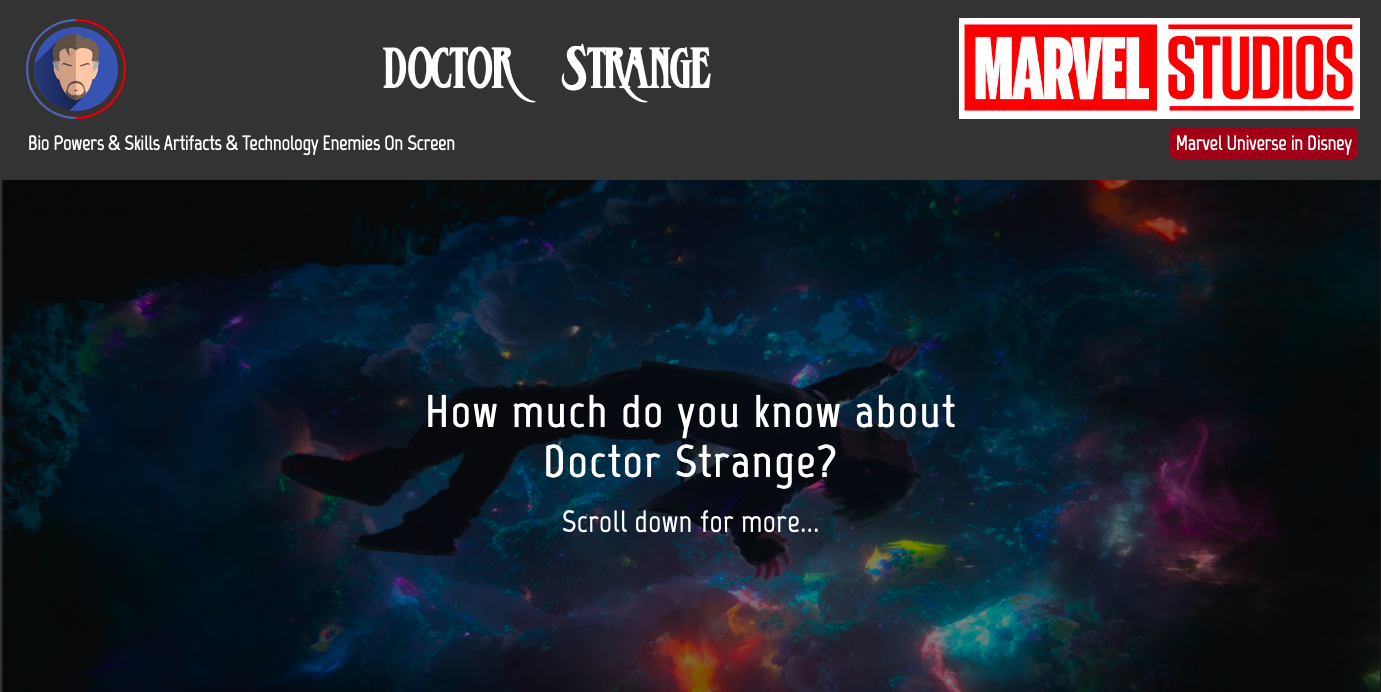 DOCTOR STRANGE
MARVEL STUDIOS
Bio Powers & Skills Artifacts & Technology Enemies On Screen
Marvel Universe in Disney
How much do you know about
Doctor Strange?
Scroll down for more...